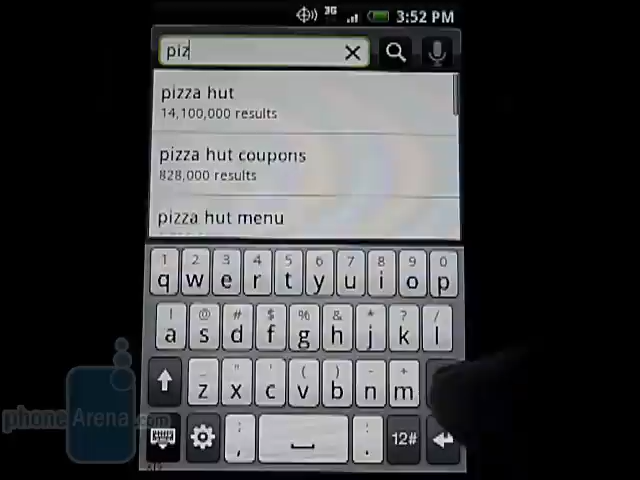 3G 3:52 PM
piz
pizza hut
14,100,000 results
pizza hut coupons
828,000 results
pizza hut menu
1 2 3 4 5 6 7 8 9 0
q w e r t y u i o p
! @ # $ % & * ? /
a s d f g h j k l
_ " ' ( ) - +
z x c v b n m
; :
, . 12#
phoneArena.com